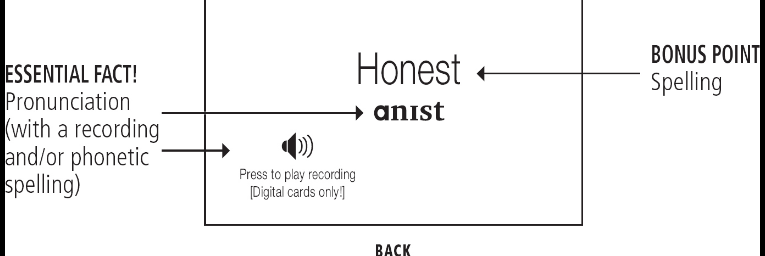 ESSENTIAL FACT!
Pronunciation
(with a recording
and/or phonetic
spelling)
Honest
anɪst
Press to play recording
[Digital cards only!]
BONUS POINT
Spelling
BACK